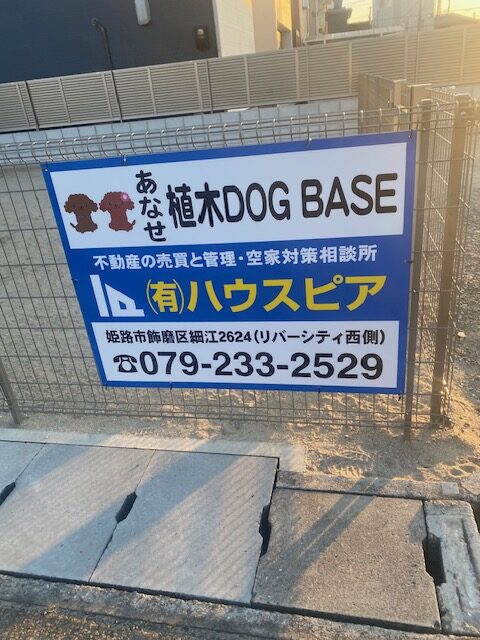 あなせ 植木DOG BASE
不動産の売買と管理・空家対策相談所
(有)ハウスピア
姫路市飾磨区細江2624(リバーシティ西側)
☎079-233-2529